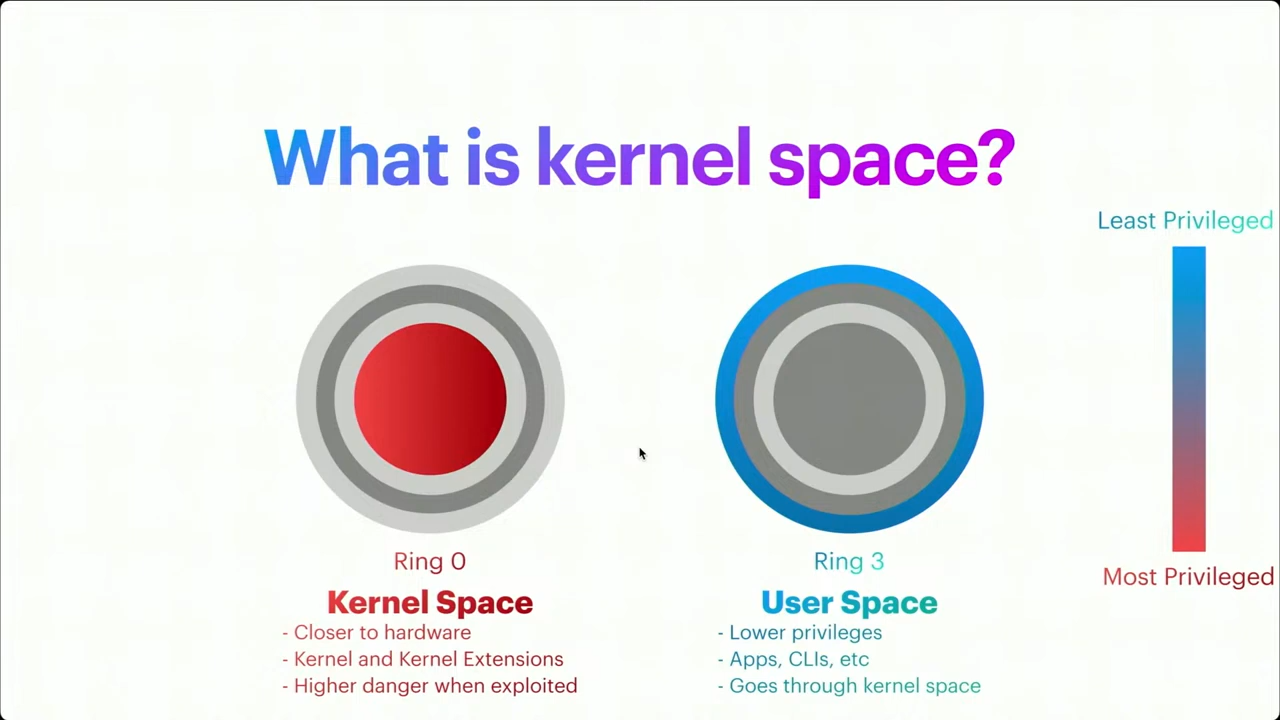 What is kernel space?
Least Privileged
Most Privileged
Ring 0
Kernel Space
- Closer to hardware
- Kernel and Kernel Extensions
- Higher danger when exploited
Ring 3
User Space
- Lower privileges
- Apps, CLIs, etc
- Goes through kernel space